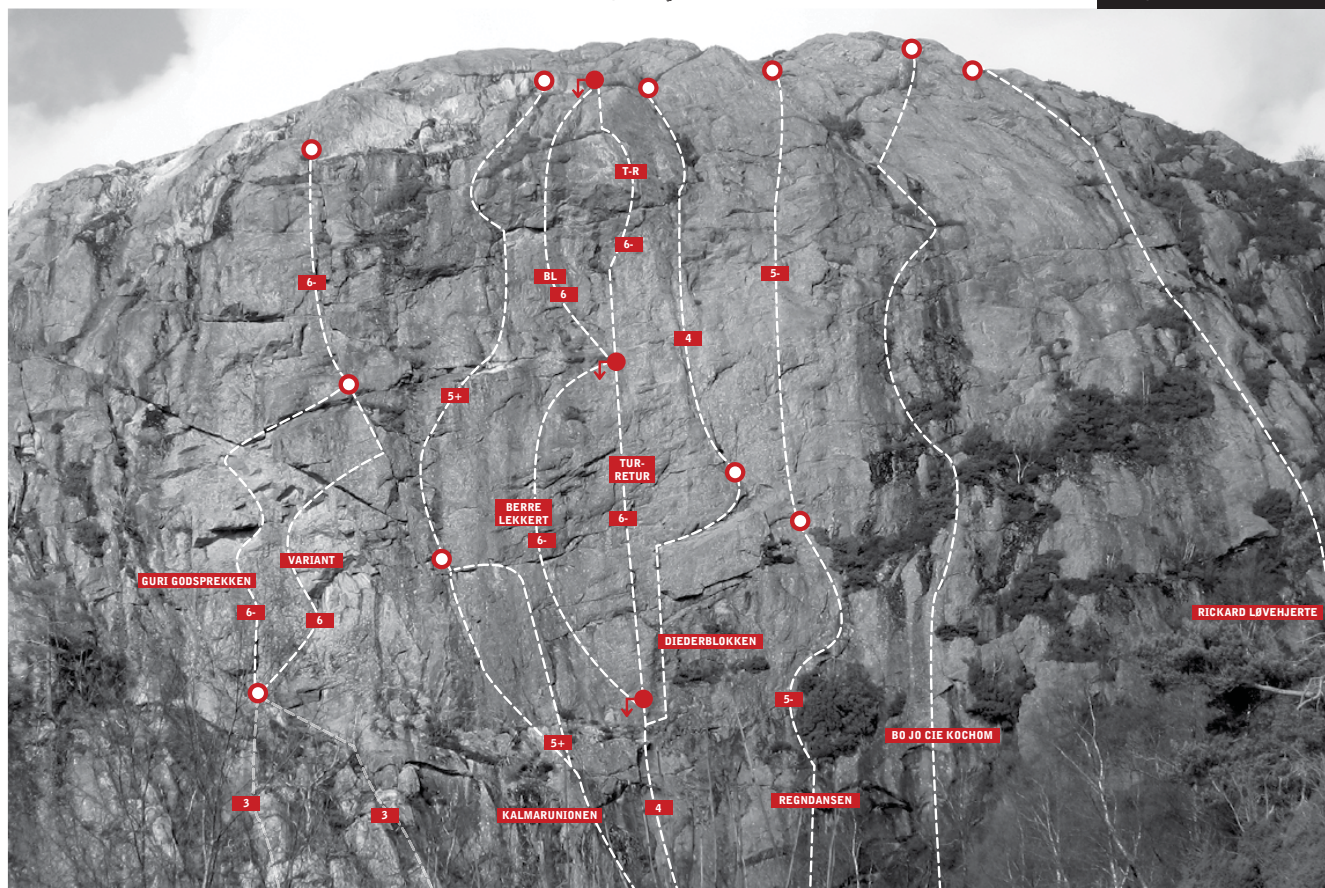 T-R
6-
BL
6
6-
5-
4
5+
TUR-
RETUR
BERRE
LEKKERT
6-
6-
VARIANT
GURI GODSPREKKEN
6-
6
RICKARD LØVEHJERTE
DIEDERBLOKKEN
5-
BO JO CIE KOCHOM
5+
REGNDANSEN
3
3
KALMARUNIONEN
4